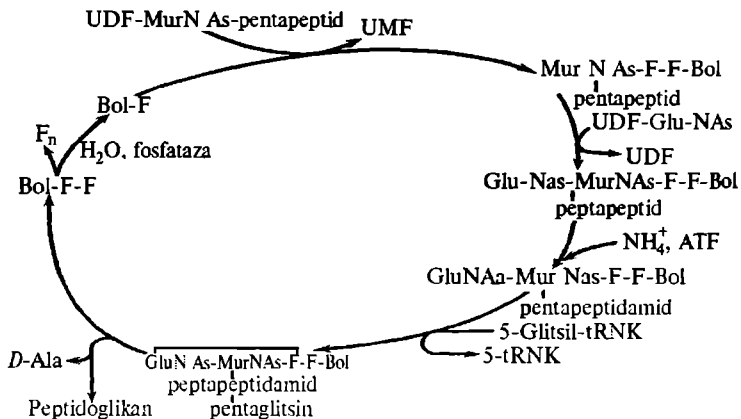 UDF-MurN As-pentapeptid
UMF
Mur N As-F-F-Bol
pentapeptid
UDF-Glu-NAs
UDF
Glu-Nas-MurNAs-F-F-Bol
peptapeptid
NH₄⁺, ATF
GluNAa-Mur Nas-F-F-Bol
pentapeptidamid
5-Glitsil-tRNK
5-tRNK
GluN As-MurNAs-F-F-Bol
peptapeptidamid
pentaglitsin
D-Ala
Peptidoglikan
Bol-F-F
Fₙ
H₂O, fosfataza
Bol-F